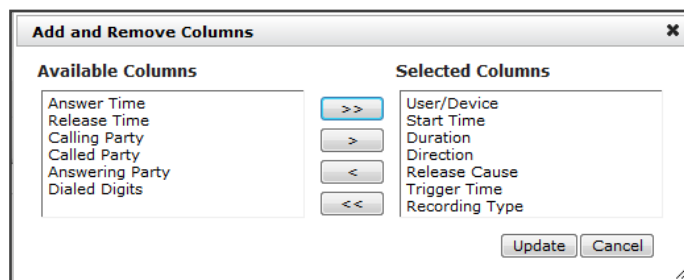 Add and Remove Columns ✖
Available Columns
Answer Time
Release Time
Calling Party
Called Party
Answering Party
Dialed Digits
>>
>
<
<<
Selected Columns
User/Device
Start Time
Duration
Direction
Release Cause
Trigger Time
Recording Type
Update Cancel